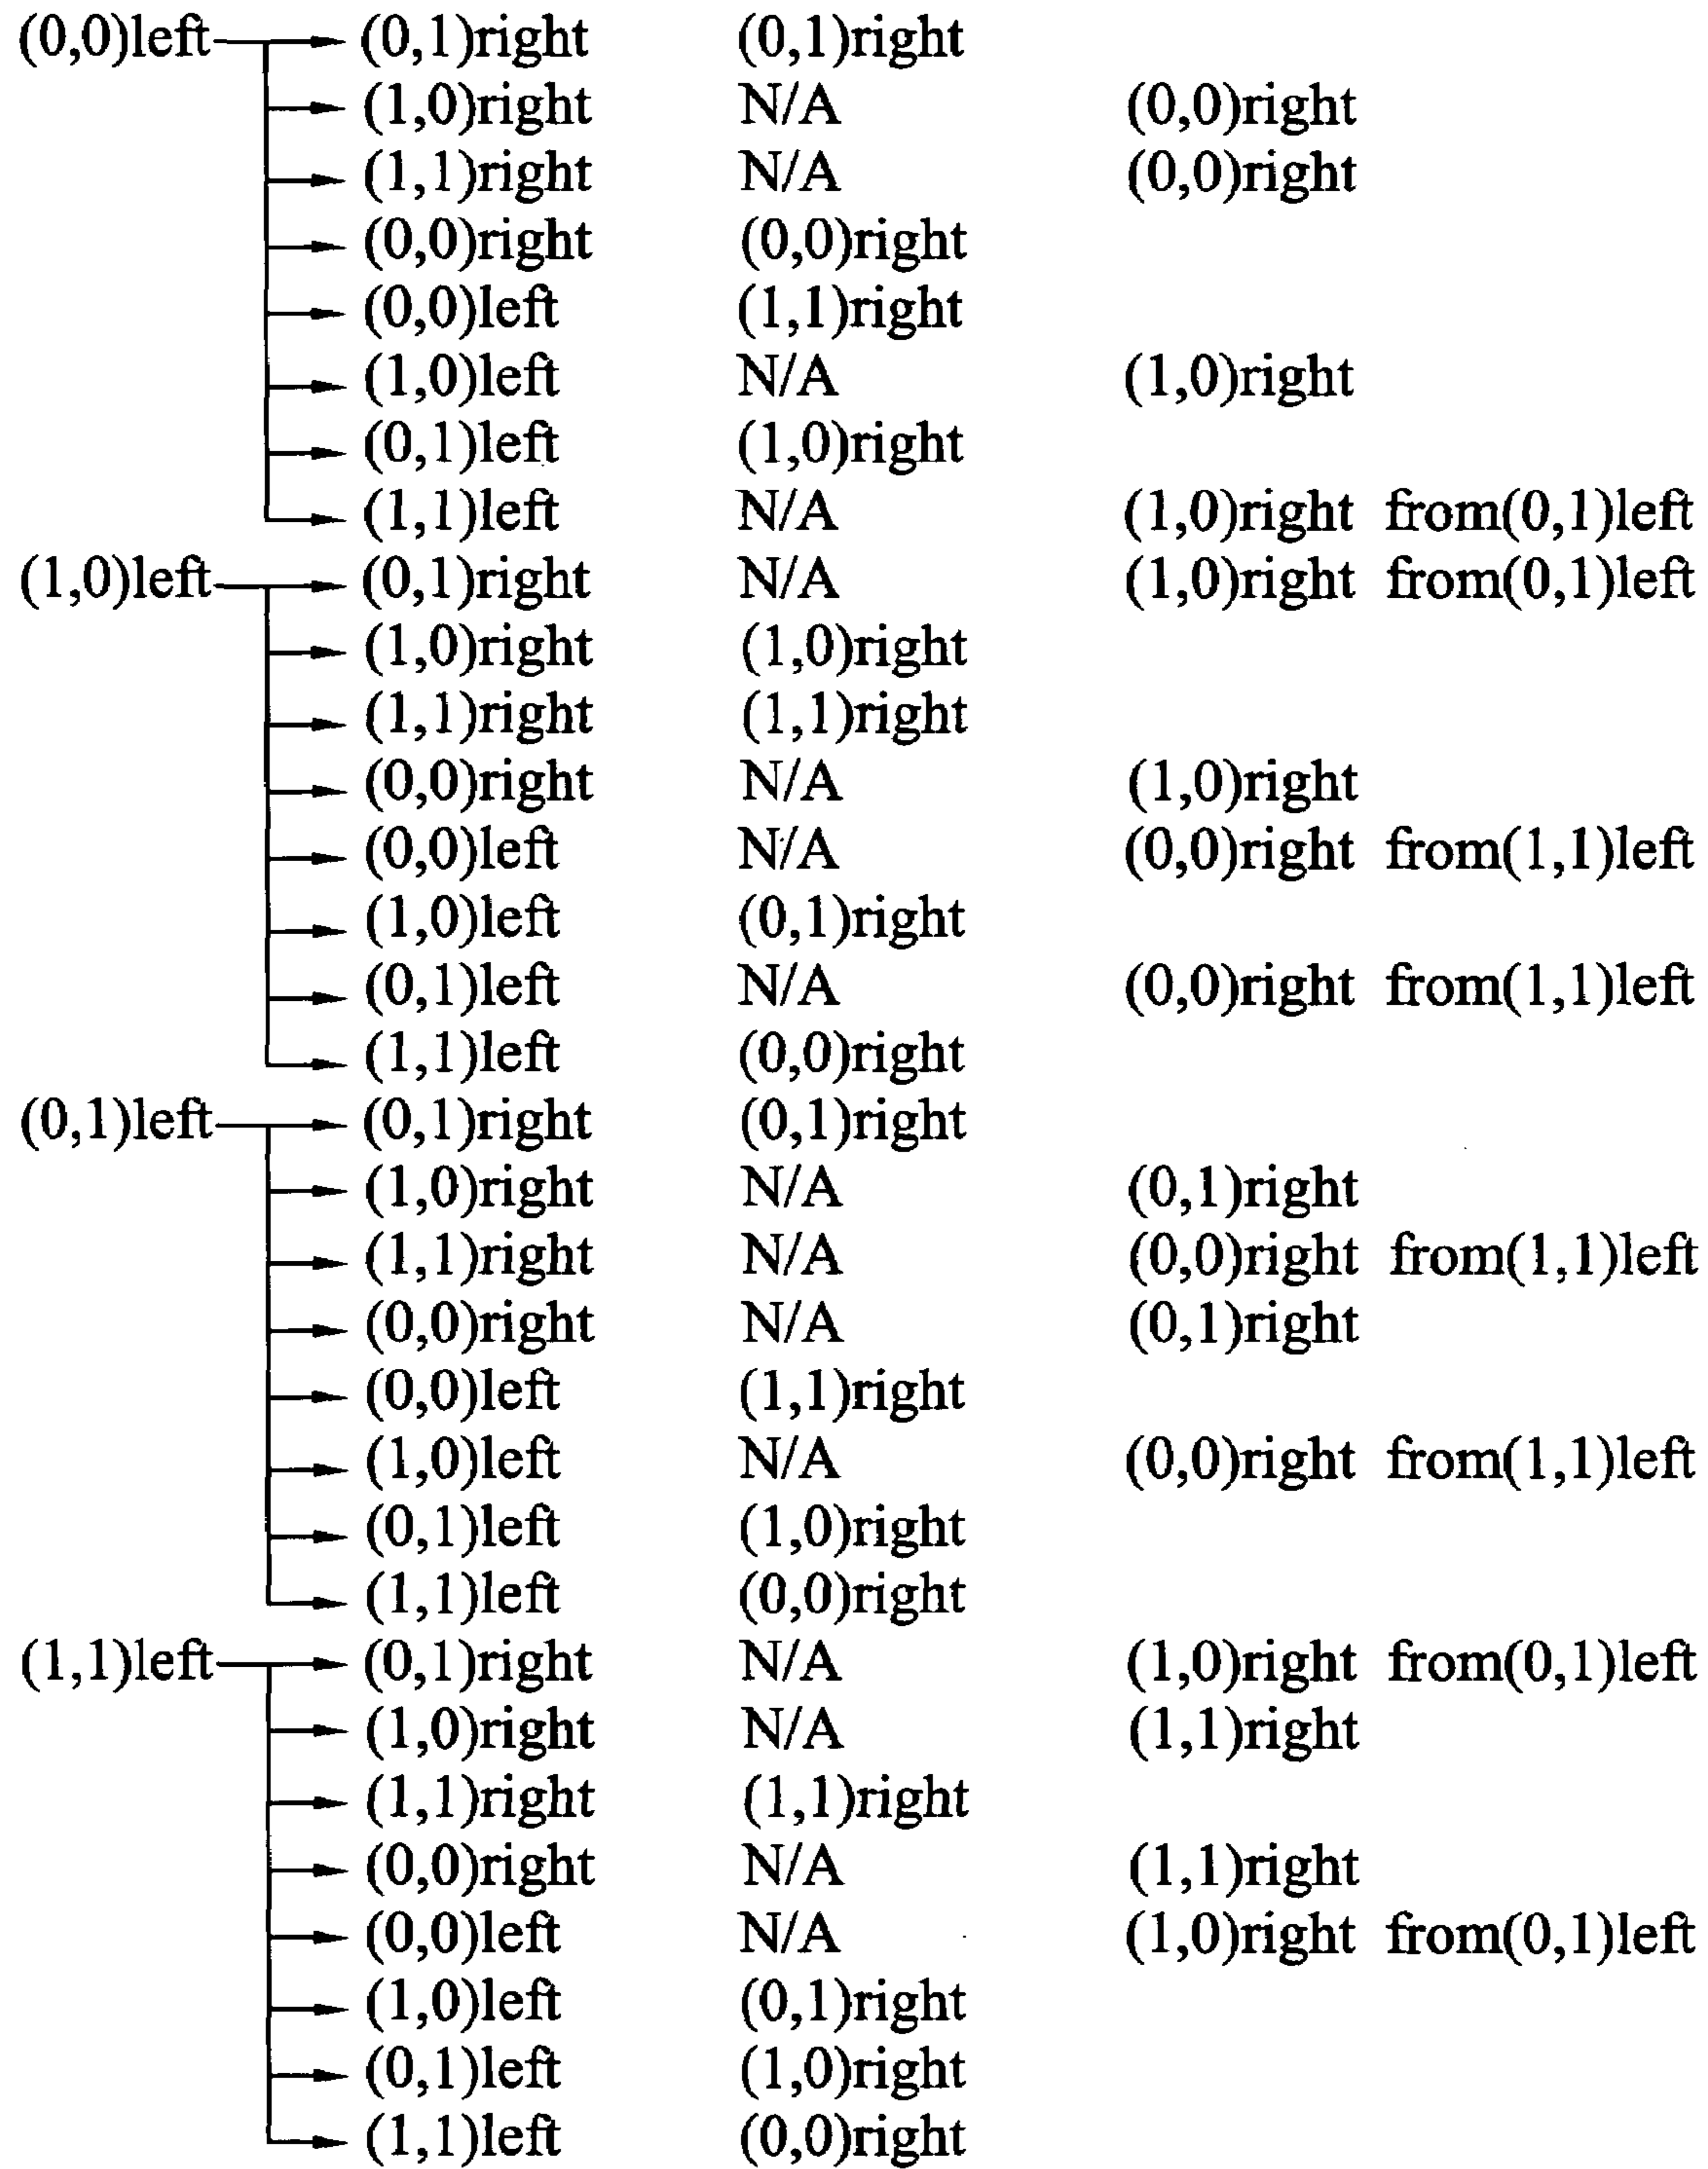 (0,0)left (0,1)right (0,1)right
(1,0)right N/A (0,0)right
(1,1)right N/A (0,0)right
(0,0)right (0,0)right
(0,0)left (1,1)right
(1,0)left N/A (1,0)right
(0,1)left (1,0)right
(1,1)left N/A (1,0)right from(0,1)left
(1,0)left (0,1)right N/A (1,0)right from(0,1)left
(1,0)right (1,0)right
(1,1)right (1,1)right
(0,0)right N/A (1,0)right
(0,0)left N/A (0,0)right from(1,1)left
(1,0)left (0,1)right
(0,1)left N/A (0,0)right from(1,1)left
(1,1)left (0,0)right
(0,1)left (0,1)right (0,1)right
(1,0)right N/A (0,1)right
(1,1)right N/A (0,0)right from(1,1)left
(0,0)right N/A (0,1)right
(0,0)left (1,1)right
(1,0)left N/A (0,0)right from(1,1)left
(0,1)left (1,0)right
(1,1)left (0,0)right
(1,1)left (0,1)right N/A (1,0)right from(0,1)left
(1,0)right N/A (1,1)right
(1,1)right (1,1)right
(0,0)right N/A (1,1)right
(0,0)left N/A (1,0)right from(0,1)left
(1,0)left (0,1)right
(0,1)left (1,0)right
(1,1)left (0,0)right